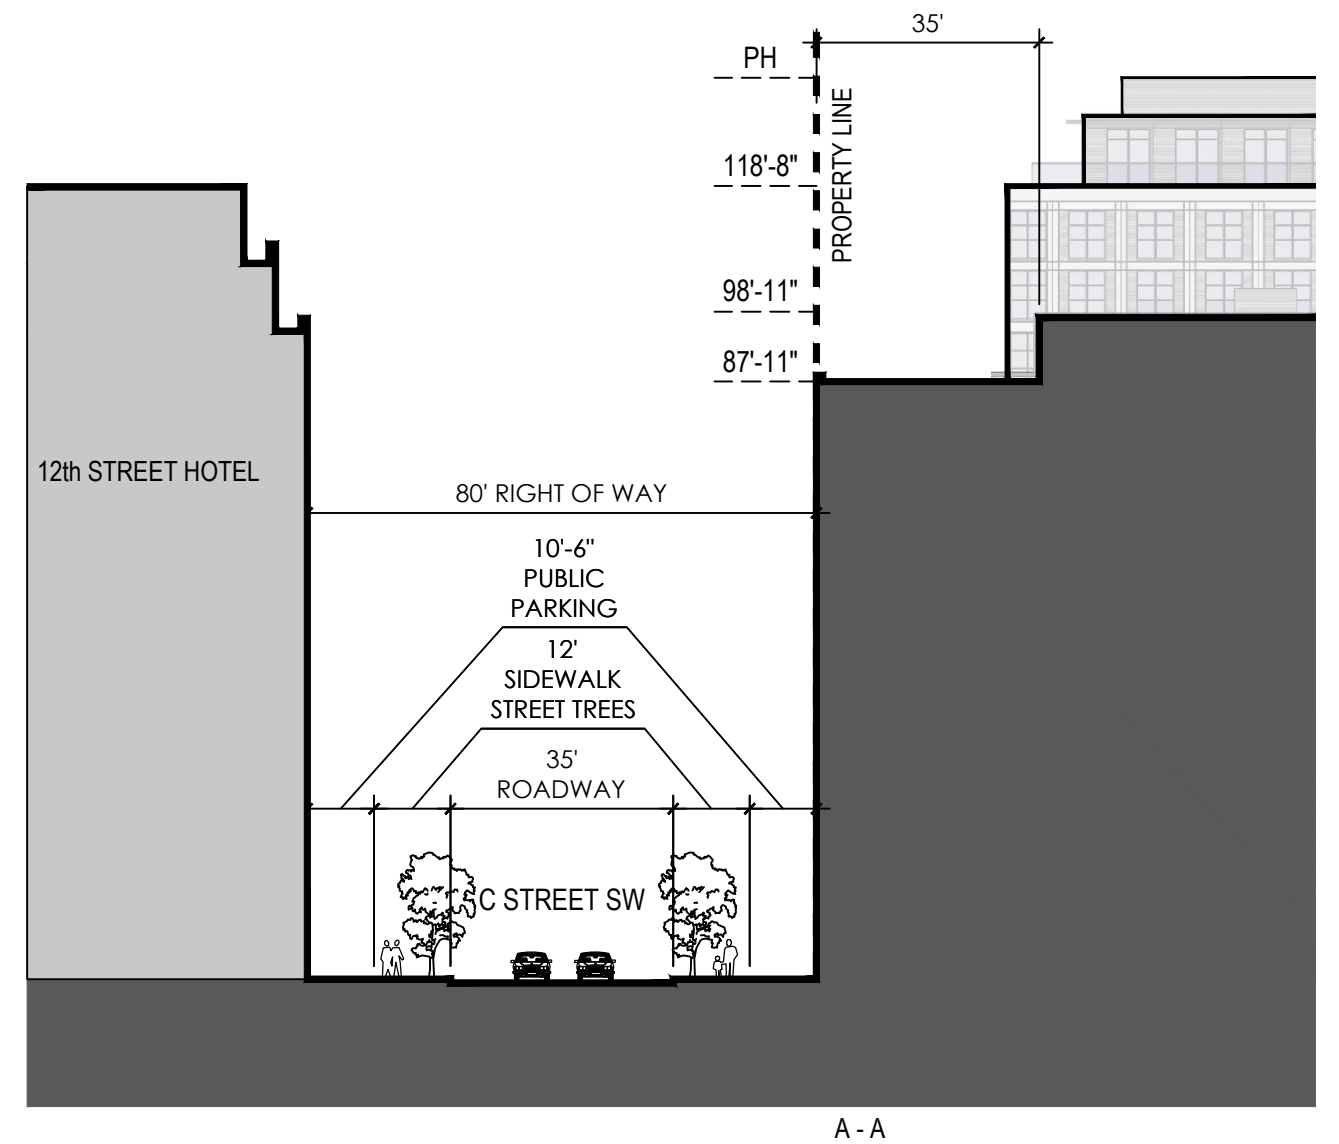 35'
PH
PROPERTY LINE
118'-8"
98'-11"
87'-11"
12th STREET HOTEL
80' RIGHT OF WAY
10'-6"
PUBLIC
PARKING
12'
SIDEWALK
STREET TREES
35'
ROADWAY
C STREET SW
A - A